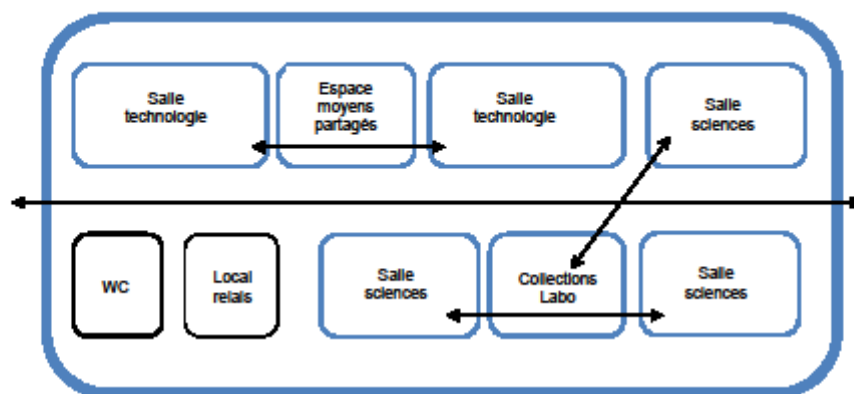 Salle
technologie
Espace
moyens
partagés
Salle
technologie
Salle
sciences
WC
Local
relais
Salle
sciences
Collections
Labo
Salle
sciences